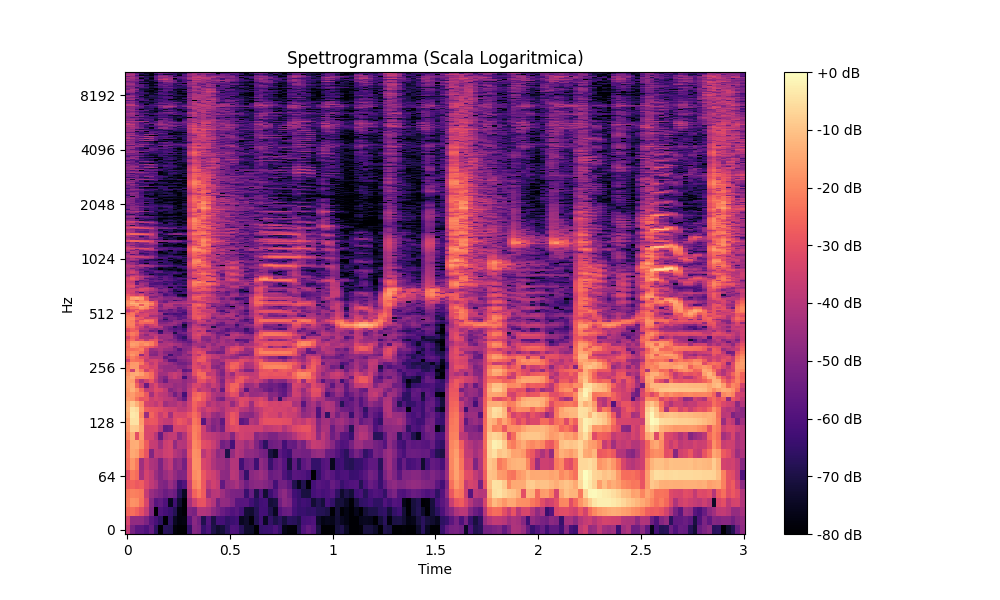 Spettrogramma (Scala Logaritmica)
8192
4096
2048
1024
512
256
128
64
0
Hz
0
0.5
1
1.5
2
2.5
3
Time
+0 dB
-10 dB
-20 dB
-30 dB
-40 dB
-50 dB
-60 dB
-70 dB
-80 dB